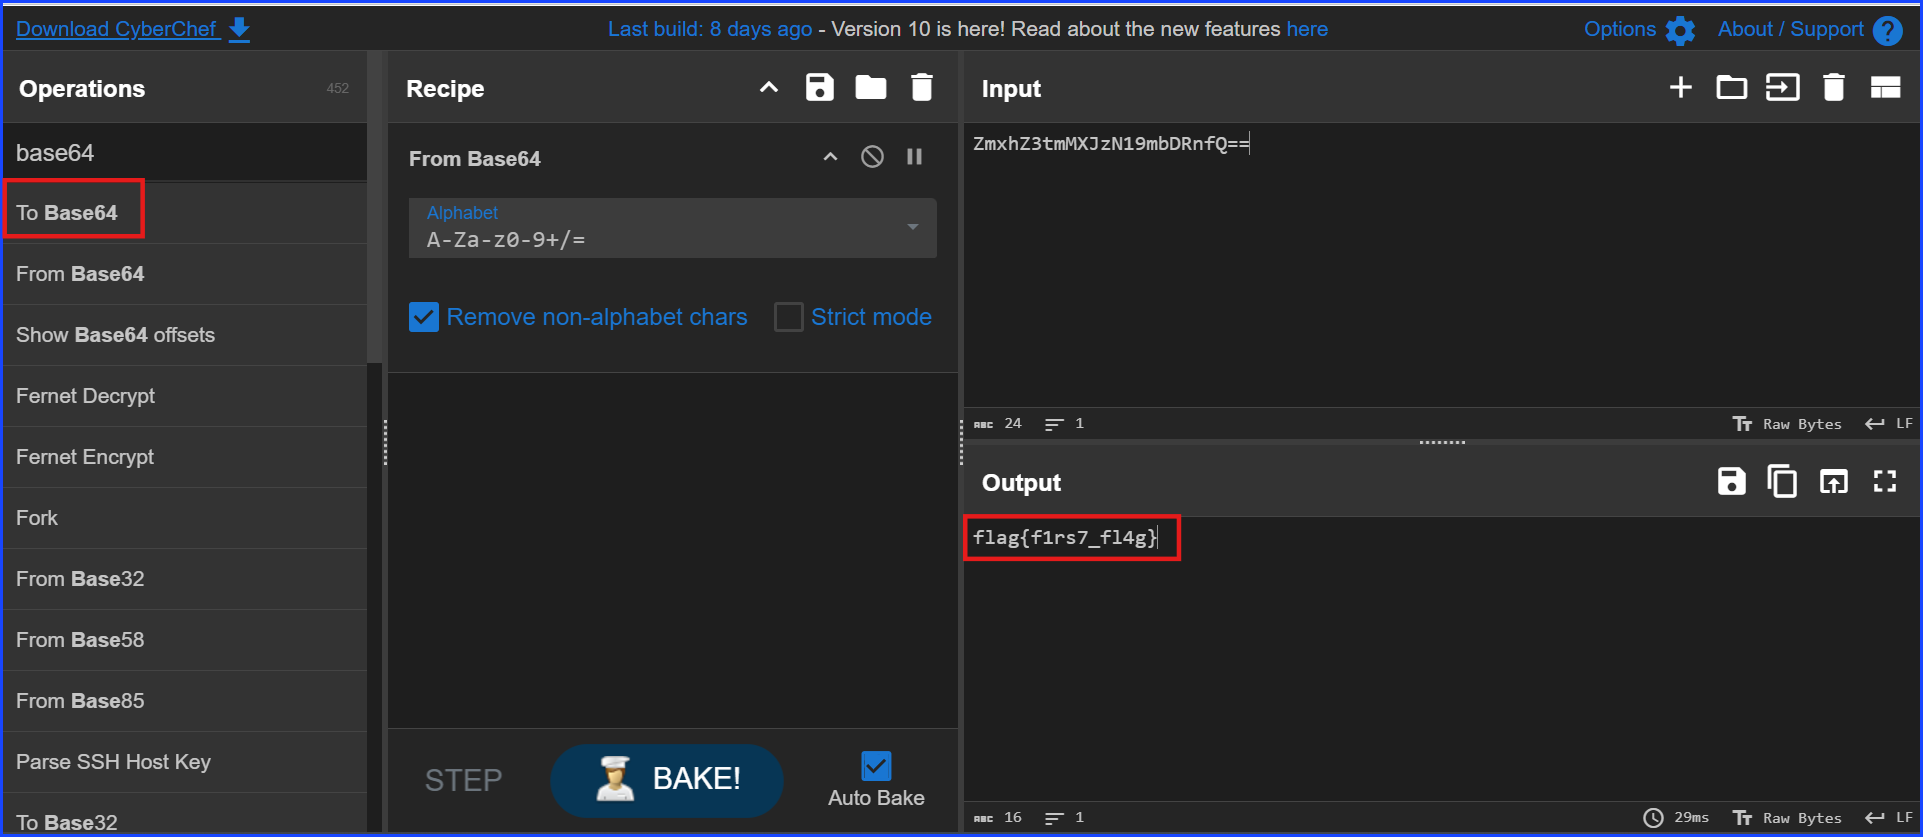 Download CyberChef
Last build: 8 days ago - Version 10 is here! Read about the new features here
Options
About / Support
Operations
452
base64
To Base64
From Base64
Show Base64 offsets
Fernet Decrypt
Fernet Encrypt
Fork
From Base32
From Base58
From Base85
Parse SSH Host Key
To Base32
Recipe
From Base64
Alphabet
A-Za-z0-9+/=
Remove non-alphabet chars
Strict mode
STEP
BAKE!
Auto Bake
Input
ZmxhZ3tmMXJzN19mbDRnfQ==
ABC 24
1
Tт Raw Bytes
LF
Output
flag{f1rs7_fl4g}
ABC 16
1
29ms
Tт Raw Bytes
LF